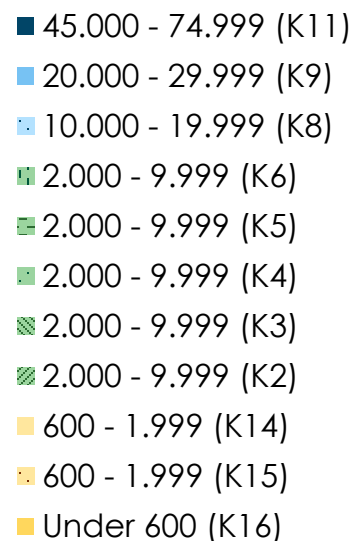 45.000 - 74.999 (K11)
20.000 - 29.999 (K9)
10.000 - 19.999 (K8)
2.000 - 9.999 (K6)
2.000 - 9.999 (K5)
2.000 - 9.999 (K4)
2.000 - 9.999 (K3)
2.000 - 9.999 (K2)
600 - 1.999 (K14)
600 - 1.999 (K15)
Under 600 (K16)